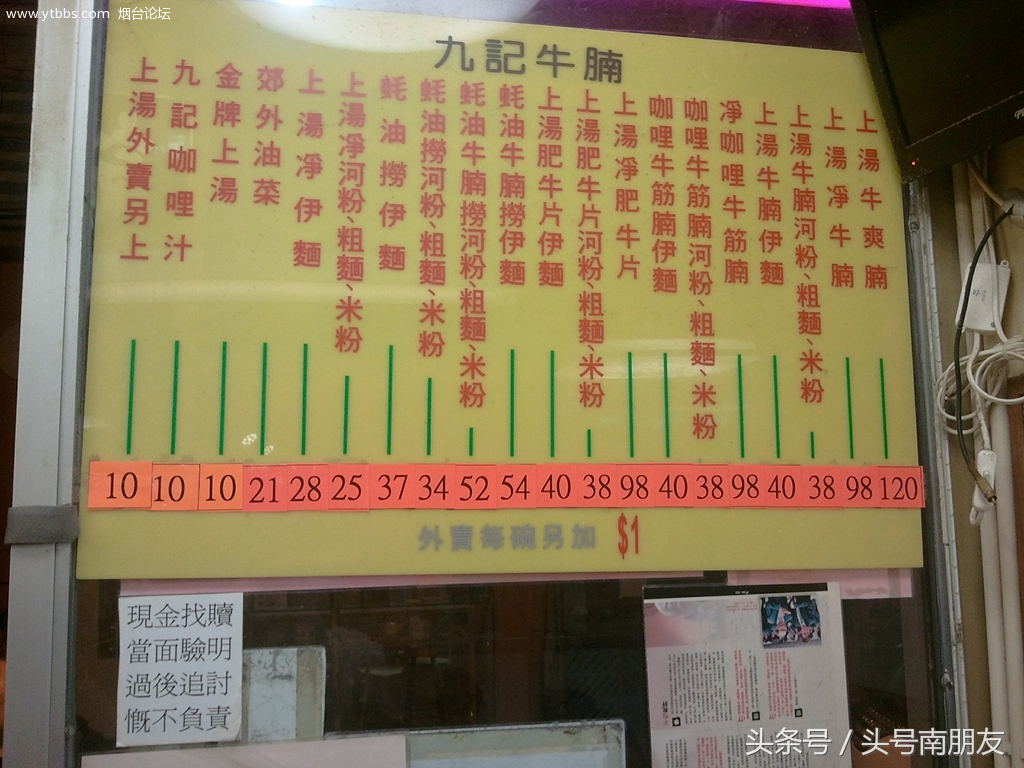 www.ytbbs.com 烟台论坛
九記牛腩
上湯牛爽腩
上湯凈牛腩
上湯牛腩河粉、粗麵、米粉
上湯牛腩伊麵
凈咖哩牛筋腩
咖哩牛筋腩河粉、粗麵、米粉
咖哩牛筋腩伊麵
上湯凈肥牛片
上湯肥牛片河粉、粗麵、米粉
上湯肥牛片伊麵
蚝油牛腩撈伊麵
蚝油牛腩撈河粉、粗麵、米粉
蚝油撈河粉、粗麵、米粉
蚝油撈伊麵
上湯凈河粉、粗麵、米粉
上湯凈伊麵
郊外油菜
金牌上湯
九記咖哩汁
上湯外賣另上
10 10 10 21 28 25 37 34 52 54 40 38 98 40 38 98 40 38 98 120
外賣每碗另加 $1
現金找贖
當面驗明
過後追討
慨不負責
头条号 / 头号南朋友